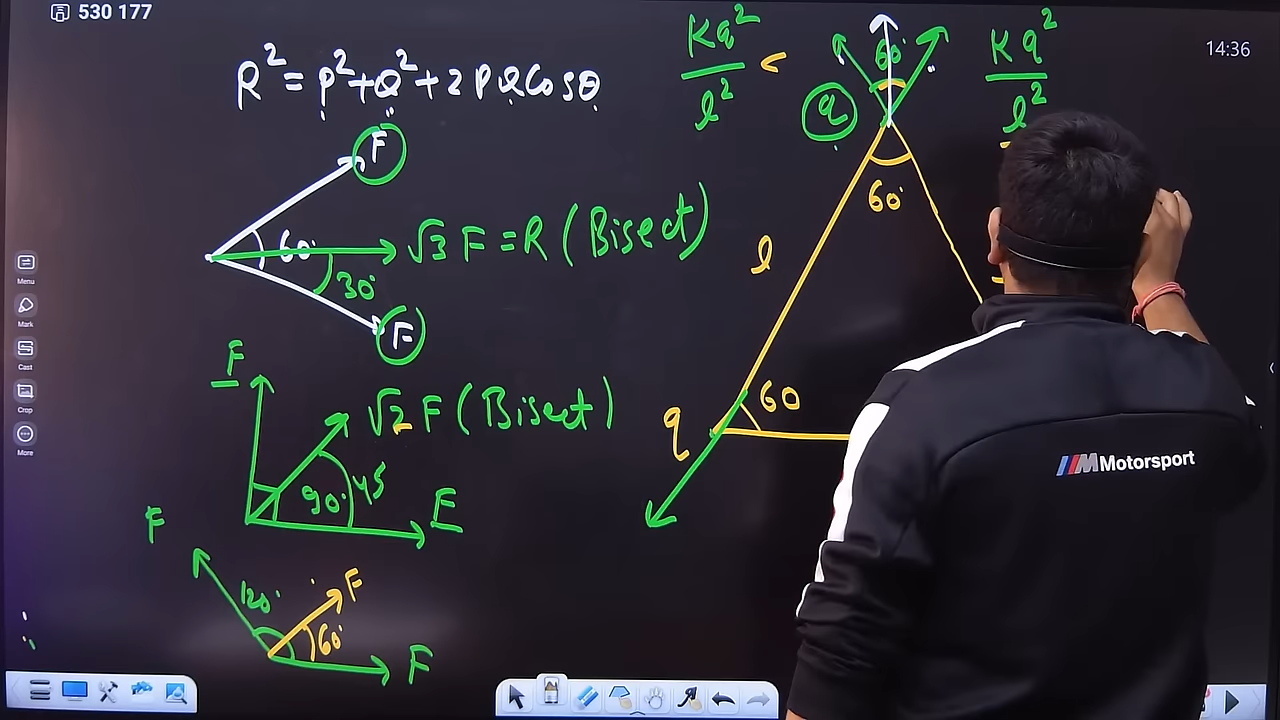 530 177
14:36
R² = P² + Q² + 2PQ Cos θ
F
60°
√3 F = R (Bisect)
30°
F
F
√2 F (Bisect)
90° 45
F
F
120°
F
60°
F
Kq²
l²
60°
Kq²
l²
q
60°
l
60
q
Menu
Mark
Cast
Crop
More
M Motorsport